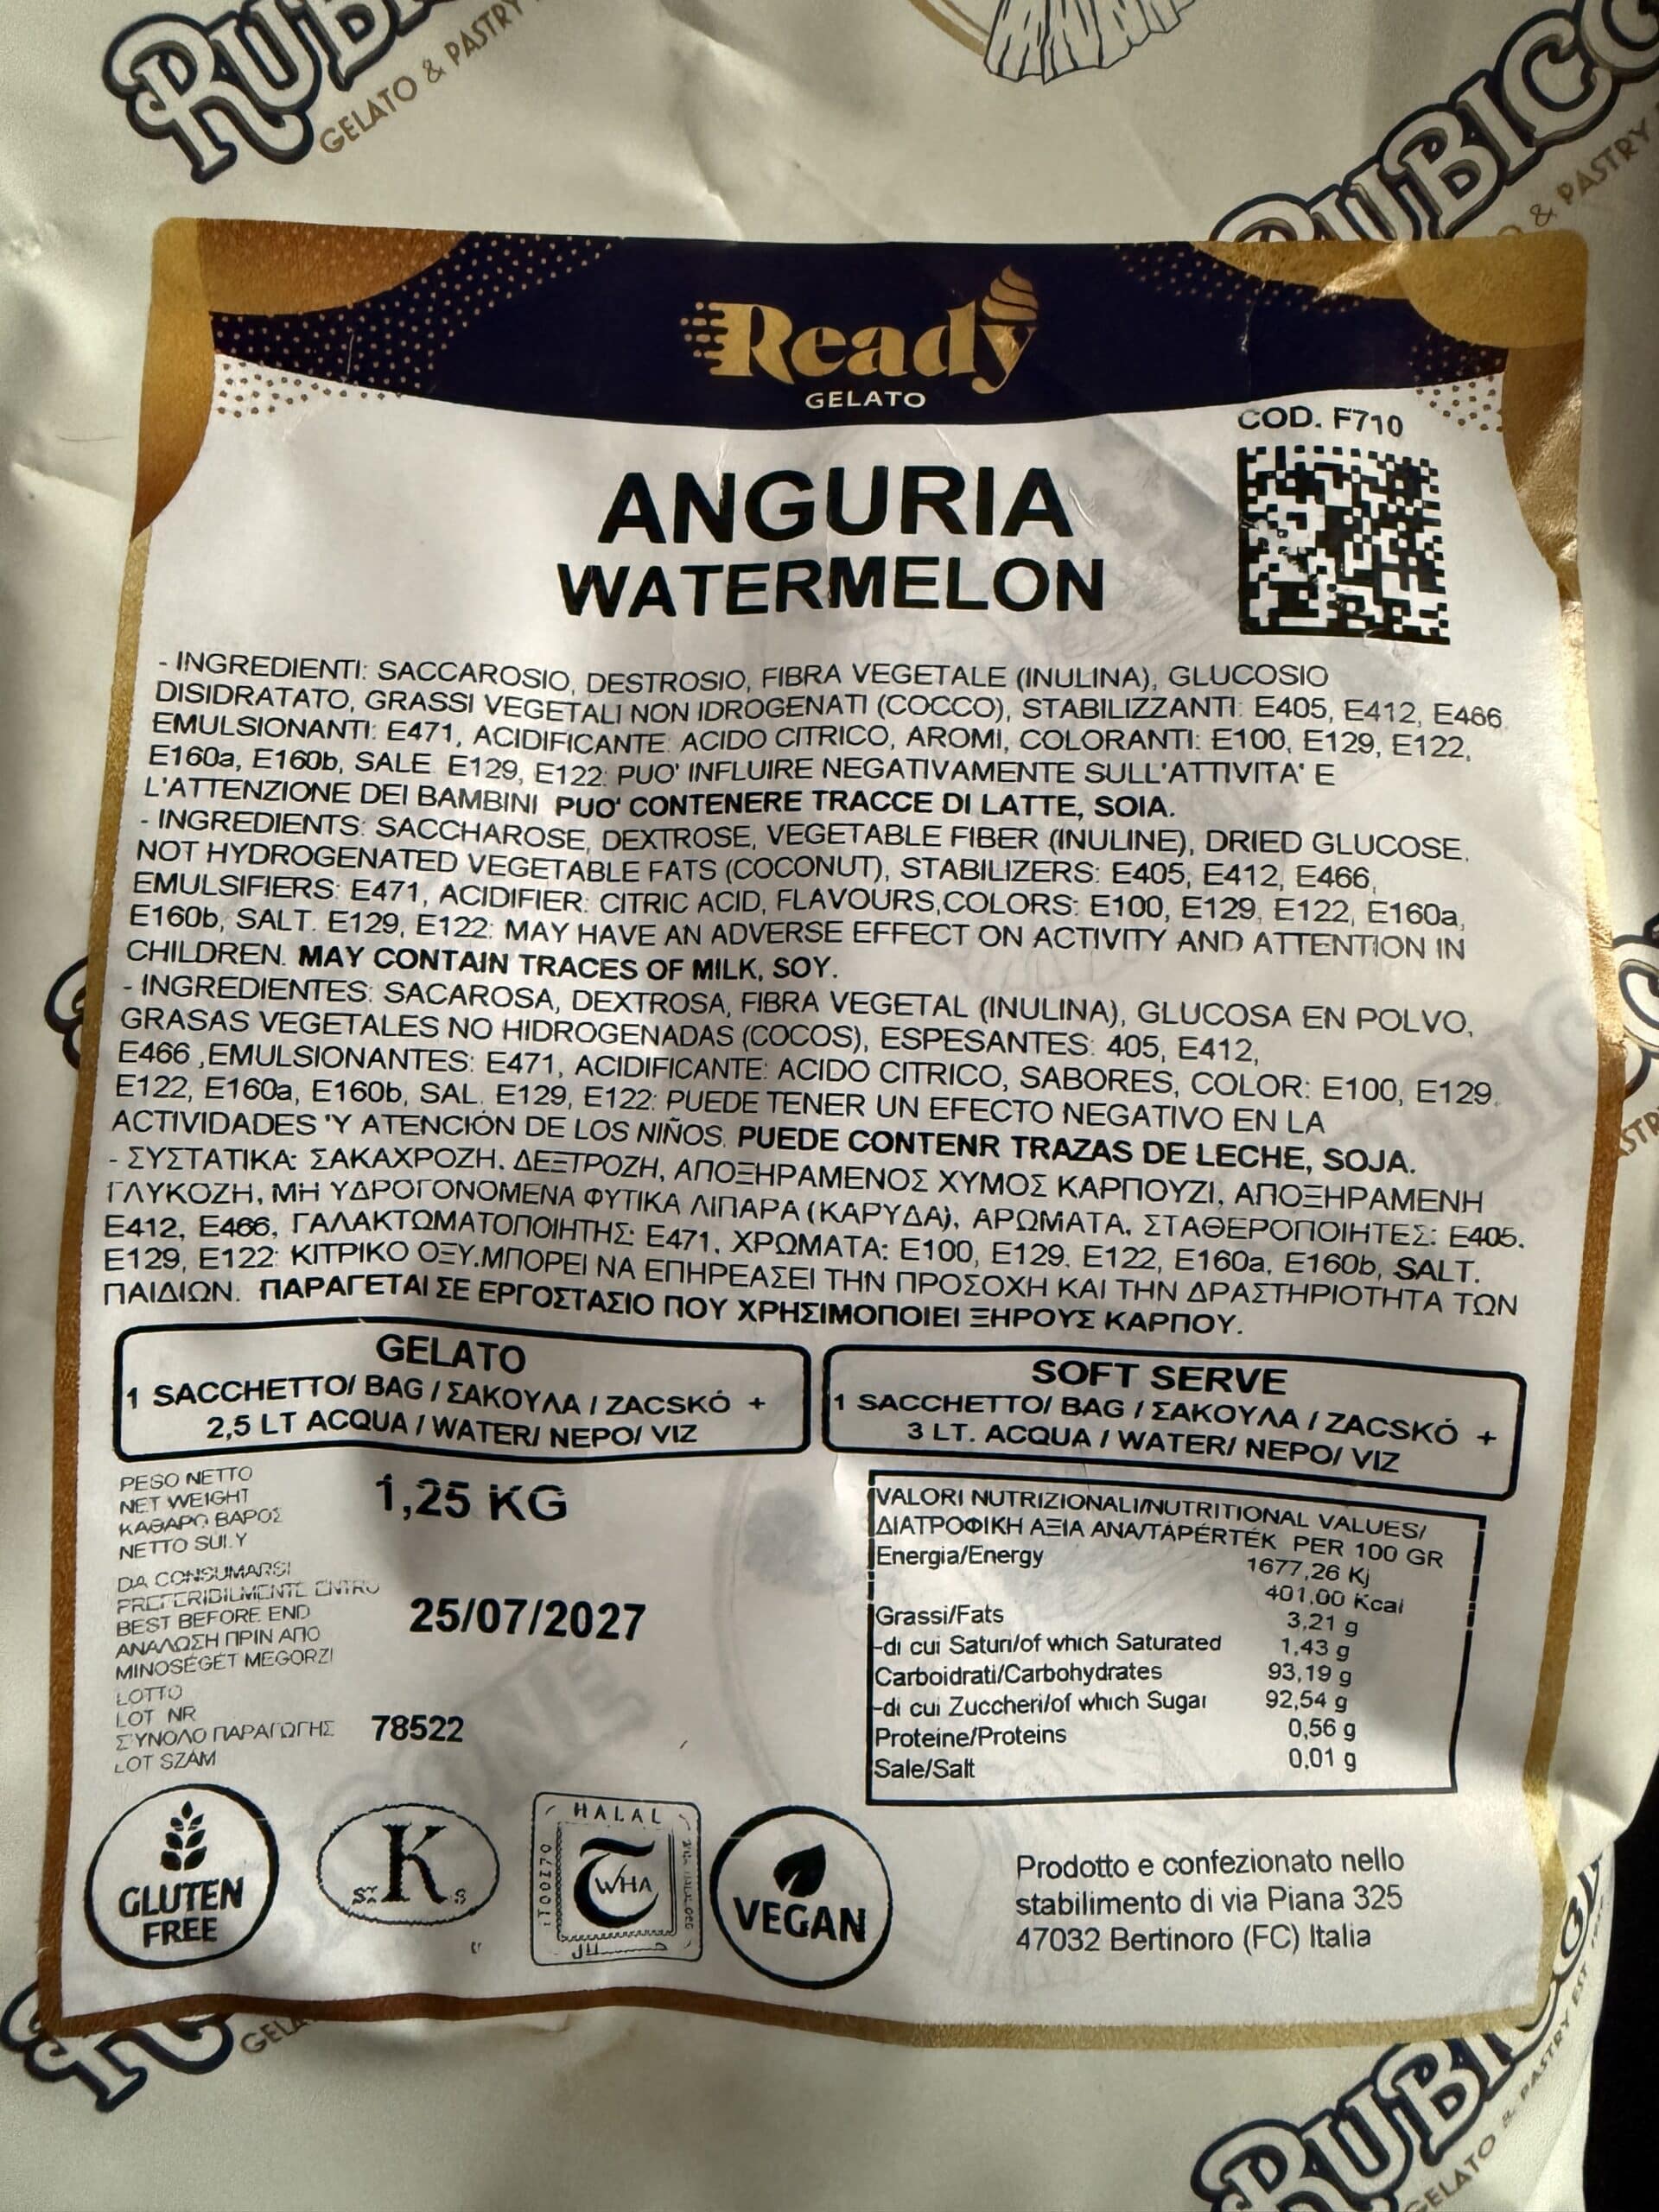 RUBI
GELATO & PASTRY
RUBICO
& PASTRY
Ready
GELATO
COD. F710
ANGURIA
WATERMELON
- INGREDIENTI: SACCAROSIO, DESTROSIO, FIBRA VEGETALE (INULINA), GLUCOSIO
DISIDRATATO, GRASSI VEGETALI NON IDROGENATI (COCCO), STABILIZZANTI: E405, E412, E466,
EMULSIONANTI: E471, ACIDIFICANTE: ACIDO CITRICO, AROMI, COLORANTI: E100, E129, E122,
E160a, E160b, SALE. E129, E122: PUO' INFLUIRE NEGATIVAMENTE SULL'ATTIVITA' E
L'ATTENZIONE DEI BAMBINI. PUO' CONTENERE TRACCE DI LATTE, SOIA.
- INGREDIENTS: SACCHAROSE, DEXTROSE, VEGETABLE FIBER (INULINE), DRIED GLUCOSE,
NOT HYDROGENATED VEGETABLE FATS (COCONUT), STABILIZERS: E405, E412, E466,
EMULSIFIERS: E471, ACIDIFIER: CITRIC ACID, FLAVOURS,COLORS: E100, E129, E122, E160a,
E160b, SALT. E129, E122: MAY HAVE AN ADVERSE EFFECT ON ACTIVITY AND ATTENTION IN
CHILDREN. MAY CONTAIN TRACES OF MILK, SOY.
- INGREDIENTES: SACAROSA, DEXTROSA, FIBRA VEGETAL (INULINA), GLUCOSA EN POLVO,
GRASAS VEGETALES NO HIDROGENADAS (COCOS), ESPESANTES: 405, E412,
E466 ,EMULSIONANTES: E471, ACIDIFICANTE: ACIDO CITRICO, SABORES, COLOR: E100, E129,
E122, E160a, E160b, SAL. E129, E122: PUEDE TENER UN EFECTO NEGATIVO EN LA
ACTIVIDADES 'Y ATENCIÓN DE LOS NIÑOS. PUEDE CONTENR TRAZAS DE LECHE, SOJA.
- ΣΥΣΤΑΤΙΚΑ: ΣΑΚΑΧΡΟΖΗ, ΔΕΞΤΡΟΖΗ, ΑΠΟΞΗΡΑΜΕΝΟΣ ΧΥΜΟΣ ΚΑΡΠΟΥΖΙ, ΑΠΟΞΗΡΑΜΕΝΗ
ΓΛΥΚΟΖΗ, ΜΗ ΥΔΡΟΓΟΝΟΜΕΝΑ ΦΥΤΙΚΑ ΛΙΠΑΡΑ (ΚΑΡΥΔΑ), ΑΡΩΜΑΤΑ, ΣΤΑΘΕΡΟΠΟΙΗΤΕΣ: E405,
E412, E466, ΓΑΛΑΚΤΩΜΑΤΟΠΟΙΗΤΗΣ: E471, ΧΡΩΜΑΤΑ: E100, E129, E122, E160a, E160b, SALT.
E129, E122: ΚΙΤΡΙΚΟ ΟΞΥ.ΜΠΟΡΕΙ ΝΑ ΕΠΗΡΕΑΣΕΙ ΤΗΝ ΠΡΟΣΟΧΗ ΚΑΙ ΤΗΝ ΔΡΑΣΤΗΡΙΟΤΗΤΑ ΤΩΝ
ΠΑΙΔΙΩΝ. ΠΑΡΑΓΕΤΑΙ ΣΕ ΕΡΓΟΣΤΑΣΙΟ ΠΟΥ ΧΡΗΣΙΜΟΠΟΙΕΙ ΞΗΡΟΥΣ ΚΑΡΠΟΥ.
GELATO
1 SACCHETTO/ BAG / ΣΑΚΟΥΛΑ / ZACSKÓ +
2,5 LT ACQUA / WATER/ ΝΕΡΟ/ VIZ
SOFT SERVE
1 SACCHETTO/ BAG / ΣΑΚΟΥΛΑ / ZACSKÓ +
3 LT. ACQUA / WATER/ ΝΕΡΟ/ VIZ
PESO NETTO
NET WEIGHT
ΚΑΘΑΡΟ ΒΑΡΟΣ
NETTO SÚLY
1,25 KG
DA CONSUMARSI
PREFERIBILMENTE ENTRO
BEST BEFORE END
ΑΝΑΛΩΣΗ ΠΡΙΝ ΑΠΟ
MINOSÉGÉT MEGORZI
25/07/2027
LOTTO
LOT NR
ΣΥΝΟΛΟ ΠΑΡΑΓΩΓΗΣ
LOT SZÁM
78522
VALORI NUTRIZIONALI/NUTRITIONAL VALUES/
ΔΙΑΤΡΟΦΙΚΗ ΑΞΙΑ ΑΝΑ/TÁPÉRTÉK PER 100 GR
Energia/Energy 1677,26 Kj
401,00 Kcal
Grassi/Fats 3,21 g
-di cui Saturi/of which Saturated 1,43 g
Carboidrati/Carbohydrates 93,19 g
-di cui Zuccheri/of which Sugar 92,54 g
Proteine/Proteins 0,56 g
Sale/Salt 0,01 g
GLUTEN
FREE
K
HALAL
WHA
VEGAN
Prodotto e confezionato nello
stabilimento di via Piana 325
47032 Bertinoro (FC) Italia
RUBI
GELATO & PASTRY